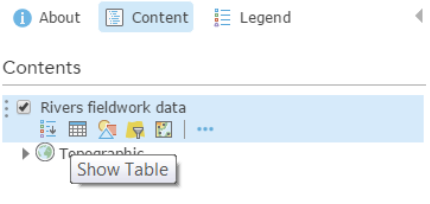 About Content Legend
Contents
Rivers fieldwork data
Topographic
Show Table